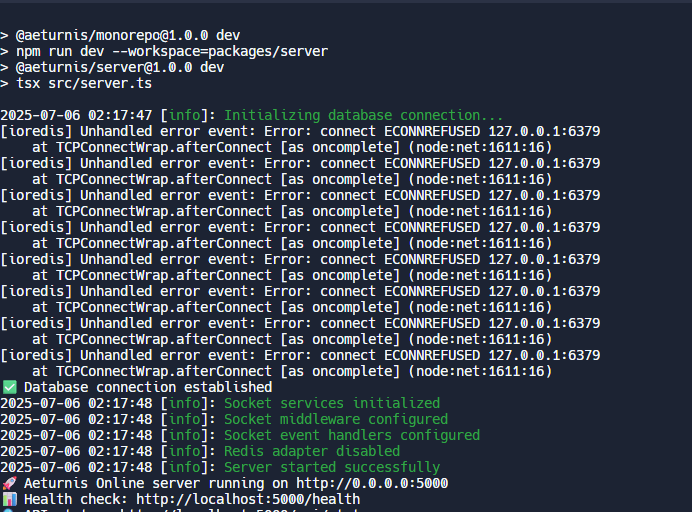 > @aeturnis/monorepo@1.0.0 dev
> npm run dev --workspace=packages/server
> @aeturnis/server@1.0.0 dev
> tsx src/server.ts
2025-07-06 02:17:47 [info]: Initializing database connection...
[ioredis] Unhandled error event: Error: connect ECONNREFUSED 127.0.0.1:6379
    at TCPConnectWrap.afterConnect [as oncomplete] (node:net:1611:16)
[ioredis] Unhandled error event: Error: connect ECONNREFUSED 127.0.0.1:6379
    at TCPConnectWrap.afterConnect [as oncomplete] (node:net:1611:16)
[ioredis] Unhandled error event: Error: connect ECONNREFUSED 127.0.0.1:6379
    at TCPConnectWrap.afterConnect [as oncomplete] (node:net:1611:16)
[ioredis] Unhandled error event: Error: connect ECONNREFUSED 127.0.0.1:6379
    at TCPConnectWrap.afterConnect [as oncomplete] (node:net:1611:16)
[ioredis] Unhandled error event: Error: connect ECONNREFUSED 127.0.0.1:6379
    at TCPConnectWrap.afterConnect [as oncomplete] (node:net:1611:16)
[ioredis] Unhandled error event: Error: connect ECONNREFUSED 127.0.0.1:6379
    at TCPConnectWrap.afterConnect [as oncomplete] (node:net:1611:16)
[ioredis] Unhandled error event: Error: connect ECONNREFUSED 127.0.0.1:6379
    at TCPConnectWrap.afterConnect [as oncomplete] (node:net:1611:16)
[ioredis] Unhandled error event: Error: connect ECONNREFUSED 127.0.0.1:6379
    at TCPConnectWrap.afterConnect [as oncomplete] (node:net:1611:16)
✅ Database connection established
2025-07-06 02:17:48 [info]: Socket services initialized
2025-07-06 02:17:48 [info]: Socket middleware configured
2025-07-06 02:17:48 [info]: Socket event handlers configured
2025-07-06 02:17:48 [info]: Redis adapter disabled
2025-07-06 02:17:48 [info]: Server started successfully
🚀 Aeturnis Online server running on http://0.0.0.0:5000
📊 Health check: http://localhost:5000/health